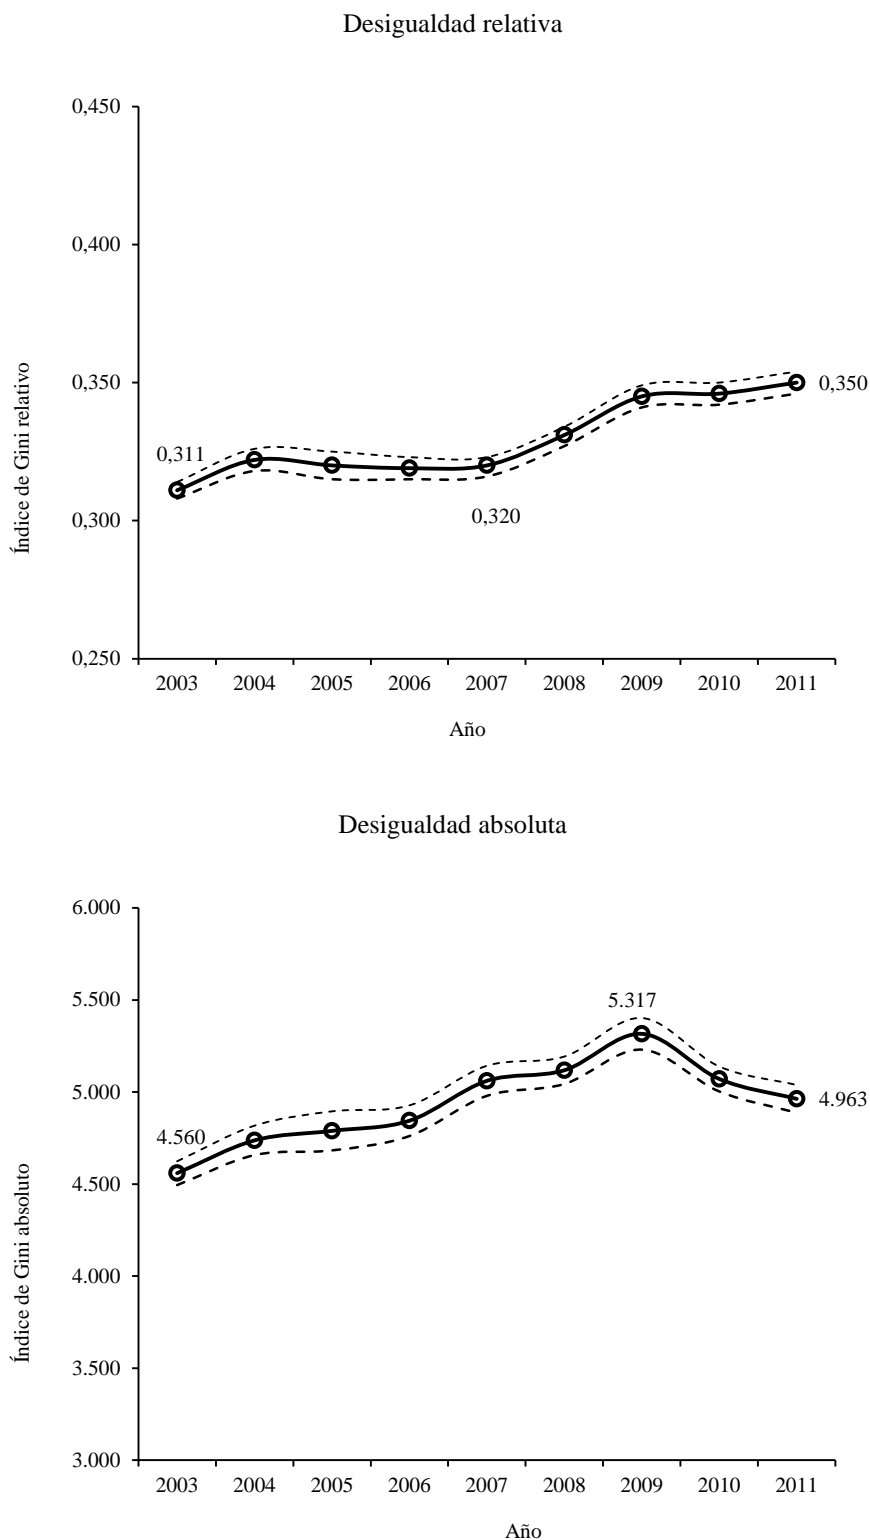 Desigualdad relativa
0,450
0,400
0,350
0,300
0,250
Índice de Gini relativo
0,311
0,320
0,350
2003 2004 2005 2006 2007 2008 2009 2010 2011
Año
Desigualdad absoluta
6.000
5.500
5.000
4.500
4.000
3.500
3.000
Índice de Gini absoluto
4.560
5.317
4.963
2003 2004 2005 2006 2007 2008 2009 2010 2011
Año